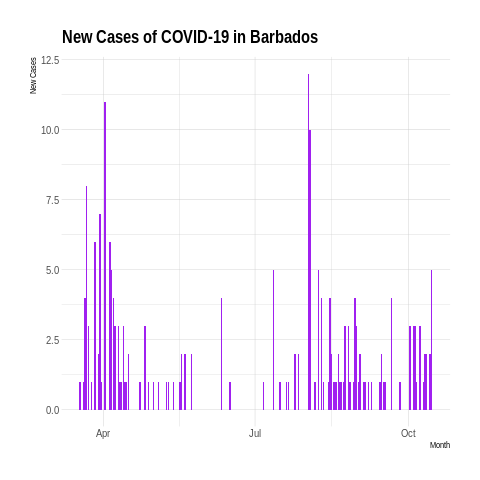 New Cases of COVID-19 in Barbados
New Cases
12.5
10.0
7.5
5.0
2.5
0.0
Apr
Jul
Oct
Month